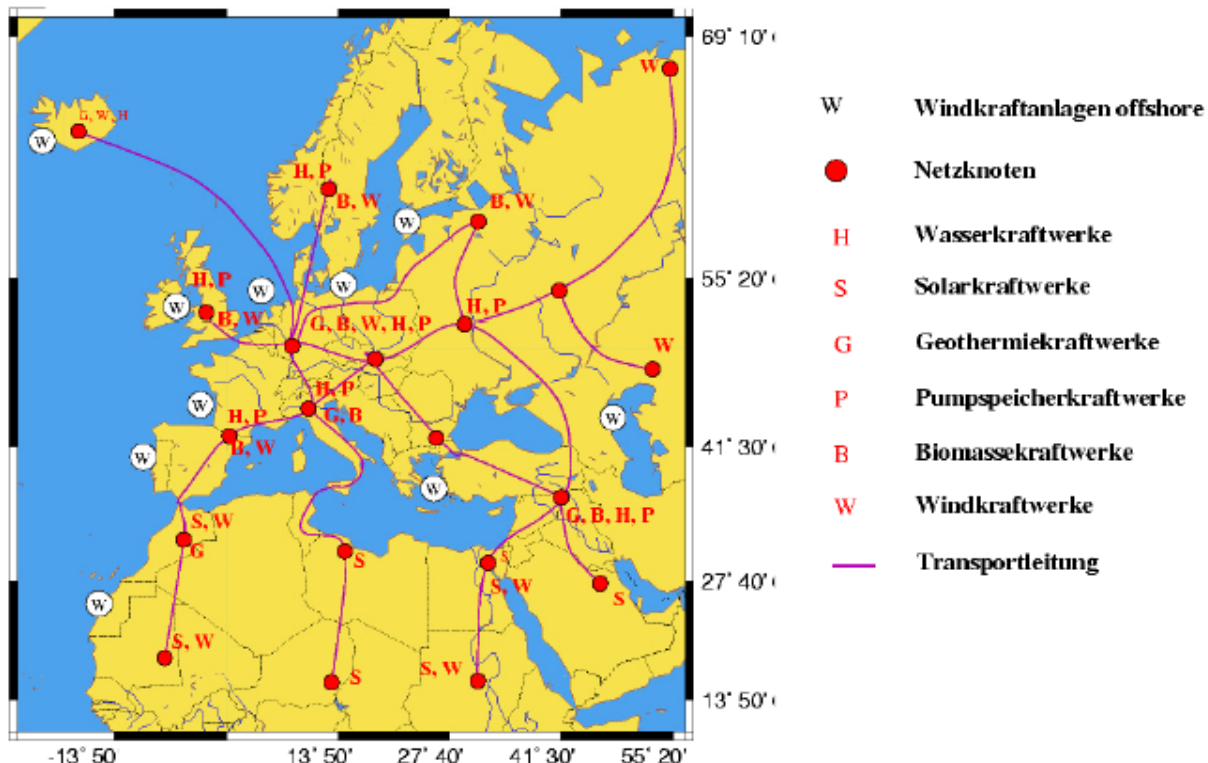 69° 10'
W
G, W, H
W
H, P
B, W
W
B, W
55° 20'
H, P
W
W
W
B, W
G, B, W, H, P
H, P
W
H, P
G, B
W
H, P
B, W
W
41° 30'
W
W
S, W
G
G, B, H, P
S
S
S, W
S
27° 40'
W
S, W
S
S, W
13° 50'
-13° 50'
13° 50'
27° 40'
41° 30'
55° 20'
W Windkraftanlagen offshore
Netzknoten
H Wasserkraftwerke
S Solarkraftwerke
G Geothermiekraftwerke
P Pumpspeicherkraftwerke
B Biomassekraftwerke
W Windkraftwerke
Transportleitung